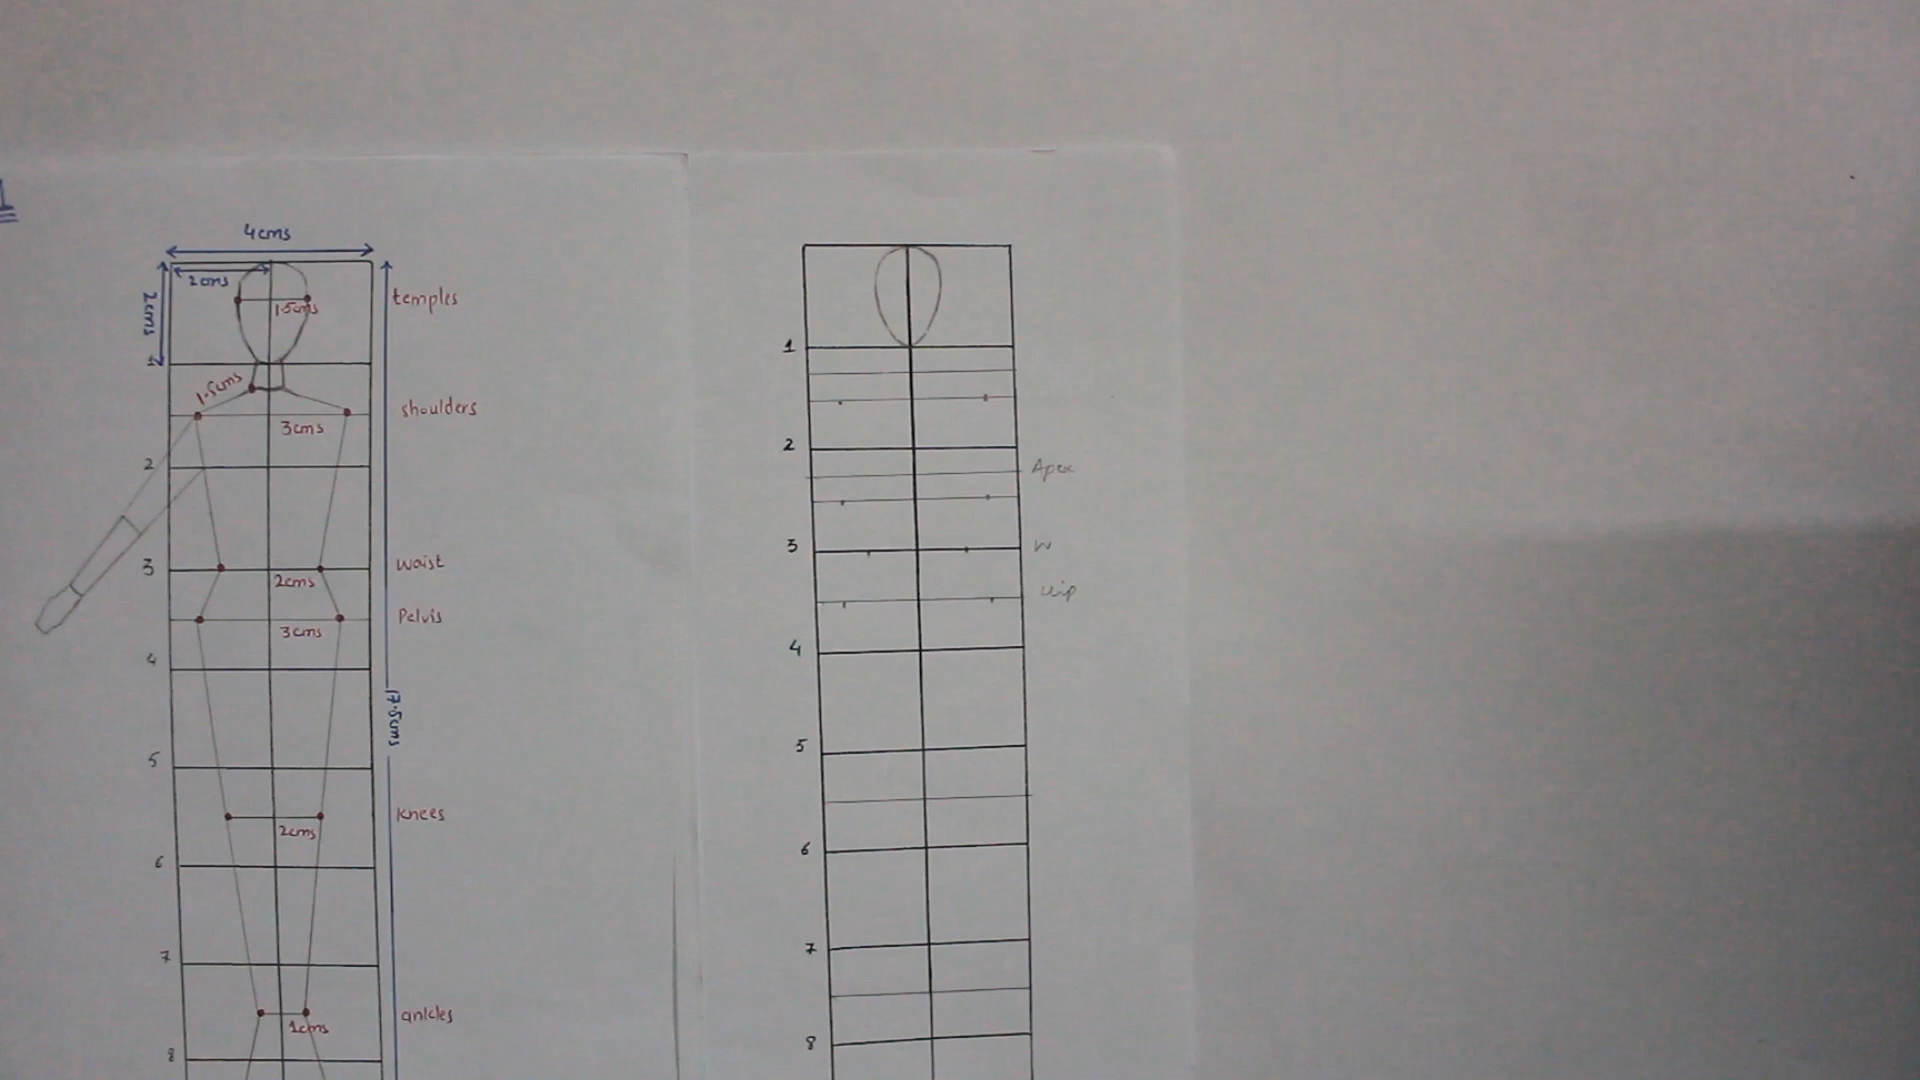 1
4cms
2cms
2cms
1.5cms
temples
1
1.5cms
shoulders
3cms
2
3
waist
2cms
Pelvis
3cms
4
17.5cms
5
knees
2cms
6
7
ankles
1cms
8
1
2
Apex
3
W
4
5
6
7
8